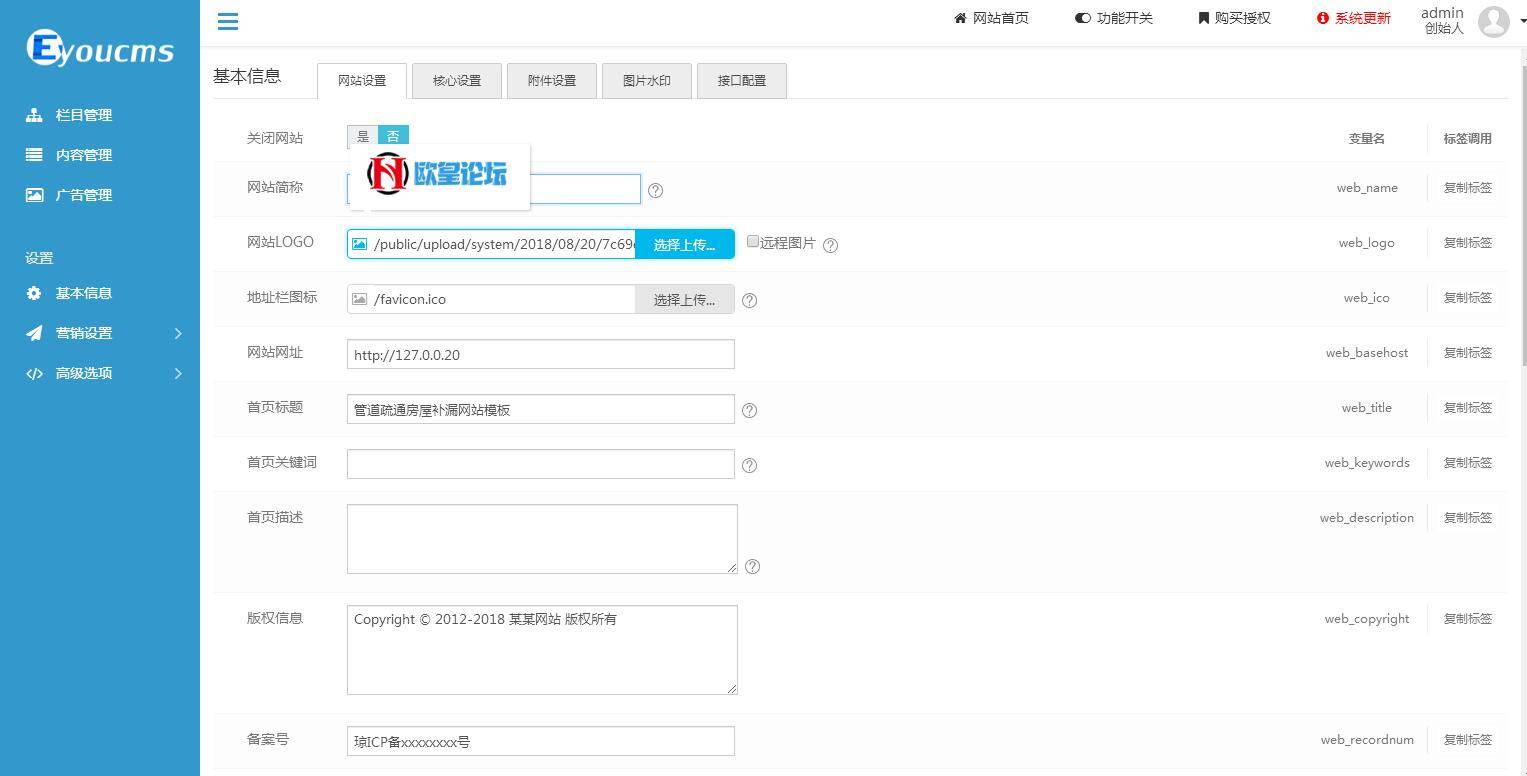 Eyoucms
网站首页 功能开关 购买授权 系统更新 admin
创始人
栏目管理
内容管理
广告管理
设置
基本信息
营销设置
高级选项
基本信息 网站设置 核心设置 附件设置 图片水印 接口配置
关闭网站 是 否 变量名 标签调用
欧皇论坛
网站简称 web_name 复制标签
网站LOGO /public/upload/system/2018/08/20/7c69 选择上传... 远程图片 web_logo 复制标签
地址栏图标 /favicon.ico 选择上传... web_ico 复制标签
网站网址 http://127.0.0.20 web_basehost 复制标签
首页标题 管道疏通房屋补漏网站模板 web_title 复制标签
首页关键词 web_keywords 复制标签
首页描述 web_description 复制标签
版权信息 Copyright © 2012-2018 某某网站 版权所有 web_copyright 复制标签
备案号 琼ICP备xxxxxxxx号 web_recordnum 复制标签